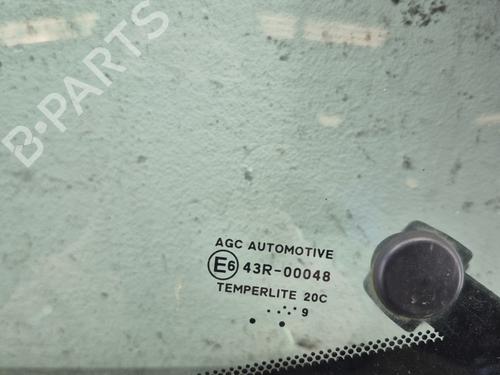 B-PARTS
AGC AUTOMOTIVE
E6 43R-00048
TEMPERLITE 20C
9